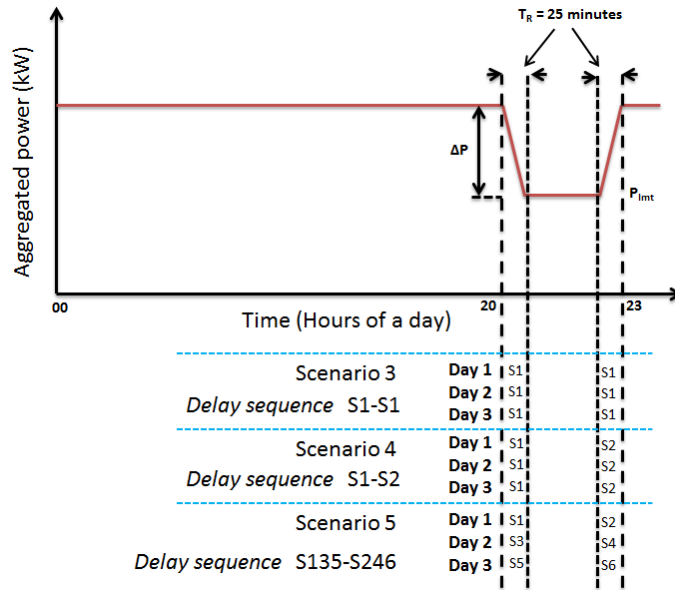 T_R = 25 minutes
Aggregated power (kW)
ΔP
P_lmt
00 20 23
Time (Hours of a day)
Scenario 3 Day 1 S1 S1
Day 2 S1 S1
Delay sequence S1-S1 Day 3 S1 S1
Scenario 4 Day 1 S1 S2
Delay sequence S1-S2 Day 2 S1 S2
Day 3 S1 S2
Scenario 5 Day 1 S1 S2
Day 2 S3 S4
Delay sequence S135-S246 Day 3 S5 S6